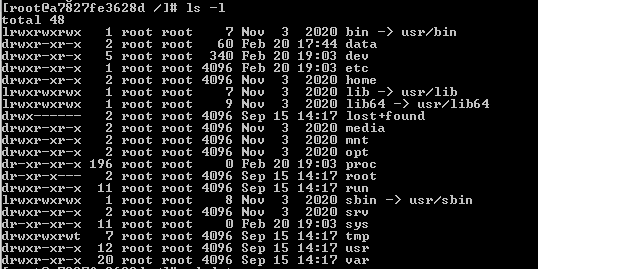 [root@a7827fe3628d /]# ls -l
total 48
lrwxrwxrwx   1 root root    7 Nov  3  2020 bin -> usr/bin
drwxr-xr-x   2 root root   60 Feb 20 17:44 data
drwxr-xr-x   5 root root  340 Feb 20 19:03 dev
drwxr-xr-x   1 root root 4096 Feb 20 19:03 etc
drwxr-xr-x   2 root root 4096 Nov  3  2020 home
lrwxrwxrwx   1 root root    7 Nov  3  2020 lib -> usr/lib
lrwxrwxrwx   1 root root    9 Nov  3  2020 lib64 -> usr/lib64
drwx------   2 root root 4096 Sep 15 14:17 lost+found
drwxr-xr-x   2 root root 4096 Nov  3  2020 media
drwxr-xr-x   2 root root 4096 Nov  3  2020 mnt
drwxr-xr-x   2 root root 4096 Nov  3  2020 opt
dr-xr-xr-x 196 root root    0 Feb 20 19:03 proc
dr-xr-x---   2 root root 4096 Sep 15 14:17 root
drwxr-xr-x  11 root root 4096 Sep 15 14:17 run
lrwxrwxrwx   1 root root    8 Nov  3  2020 sbin -> usr/sbin
drwxr-xr-x   2 root root 4096 Nov  3  2020 srv
dr-xr-xr-x  11 root root    0 Feb 20 19:03 sys
drwxrwxrwt   7 root root 4096 Sep 15 14:17 tmp
drwxr-xr-x  12 root root 4096 Sep 15 14:17 usr
drwxr-xr-x  20 root root 4096 Sep 15 14:17 var